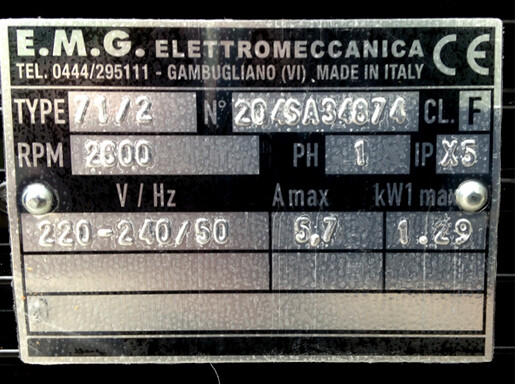 E.M.G. ELETTROMECCANICA CE
TEL. 0444/295111 - GAMBUGLIANO (VI) MADE IN ITALY
TYPE 71/2 N° 20/SA34874 CL. F
RPM 2800 PH 1 IP X5
V / Hz A max kW1 max
220-240/50 5.7 1.29